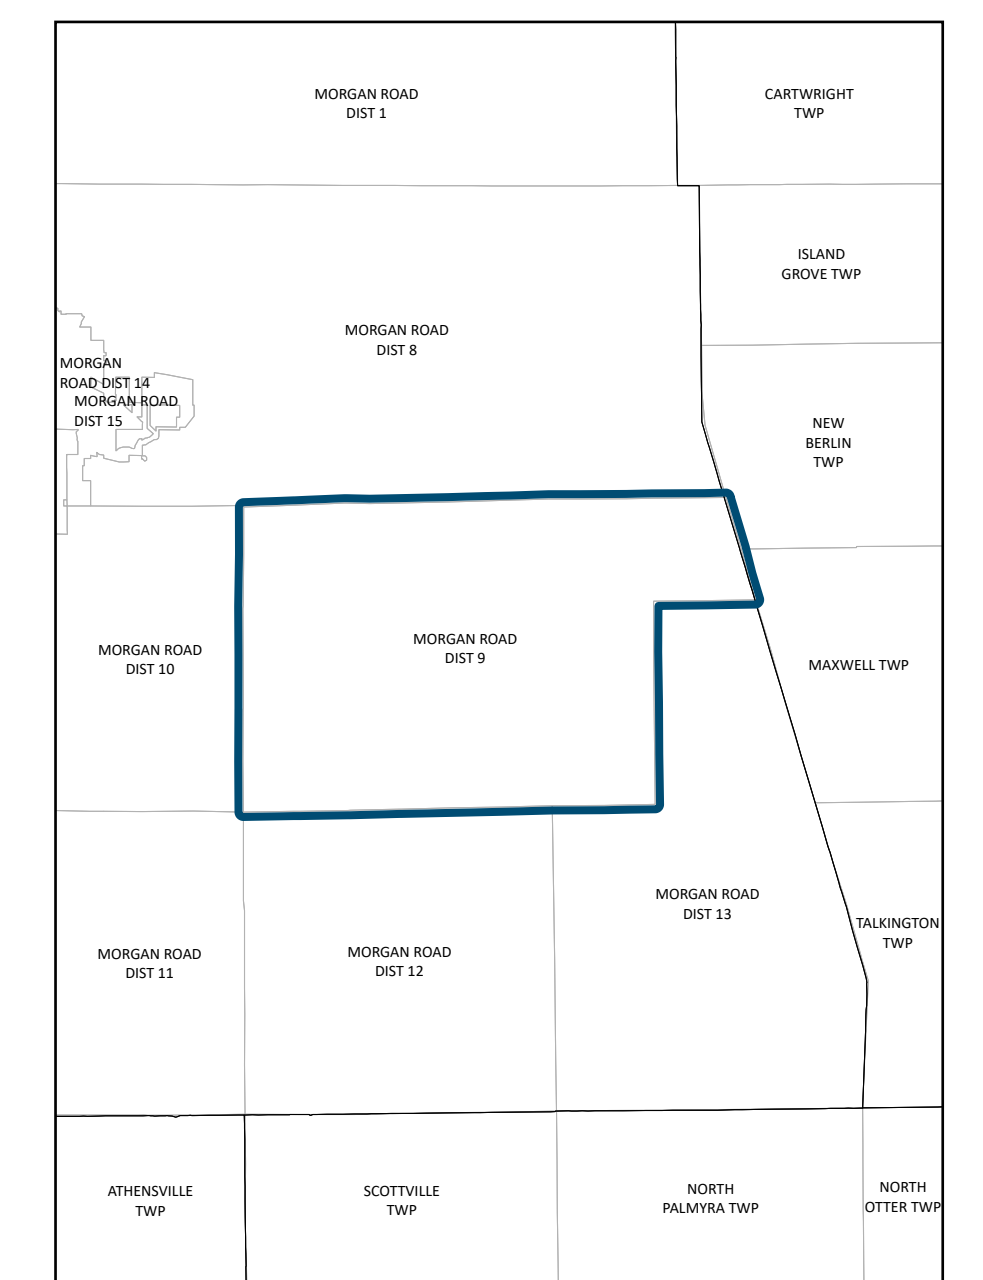 MORGAN ROAD
DIST 1
CARTWRIGHT
TWP
ISLAND
GROVE TWP
MORGAN ROAD
DIST 8
MORGAN
ROAD DIST 14
MORGAN ROAD
DIST 15
NEW
BERLIN
TWP
MORGAN ROAD
DIST 9
MORGAN ROAD
DIST 10
MAXWELL TWP
MORGAN ROAD
DIST 13
TALKINGTON
TWP
MORGAN ROAD
DIST 11
MORGAN ROAD
DIST 12
ATHENSVILLE
TWP
SCOTTVILLE
TWP
NORTH
PALMYRA TWP
NORTH
OTTER TWP